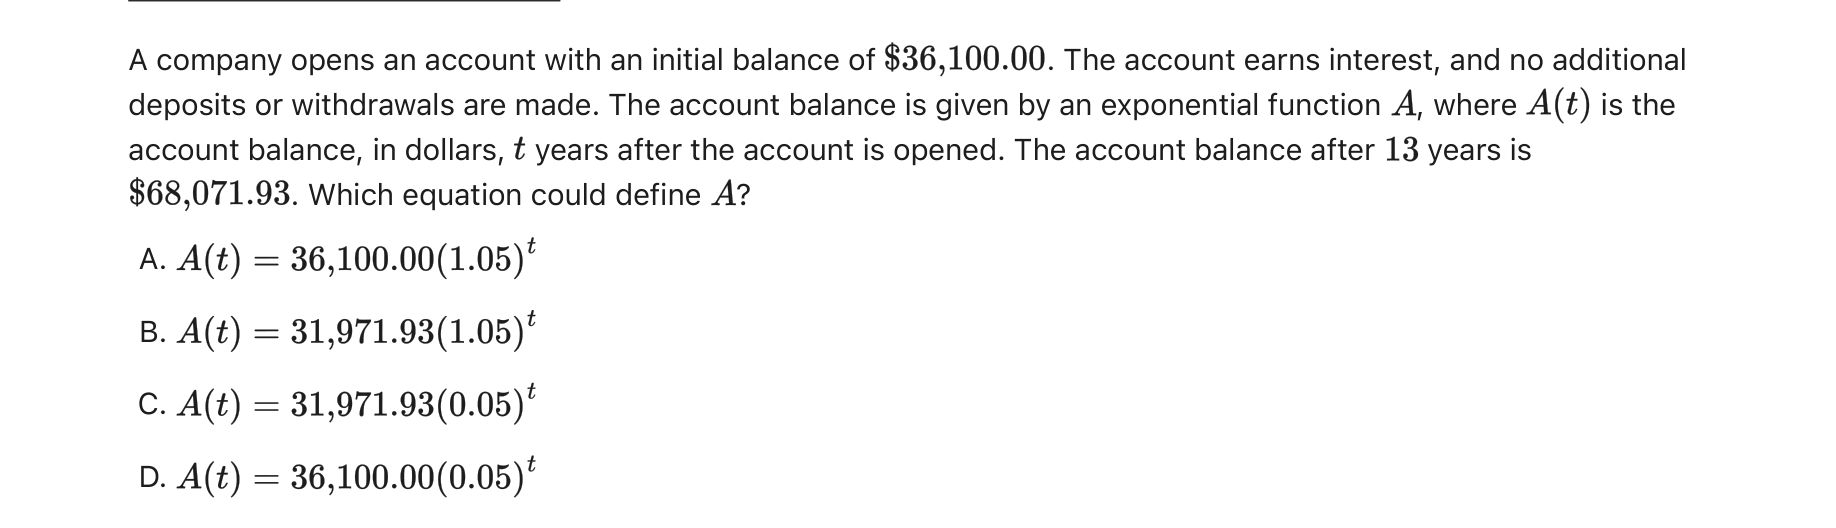 A company opens an account with an initial balance of $36,100.00. The account earns interest, and no additional
deposits or withdrawals are made. The account balance is given by an exponential function A, where A(t) is the
account balance, in dollars, t years after the account is opened. The account balance after 13 years is
$68,071.93. Which equation could define A?
A. A(t) = 36,100.00(1.05)^t
B. A(t) = 31,971.93(1.05)^t
C. A(t) = 31,971.93(0.05)^t
D. A(t) = 36,100.00(0.05)^t